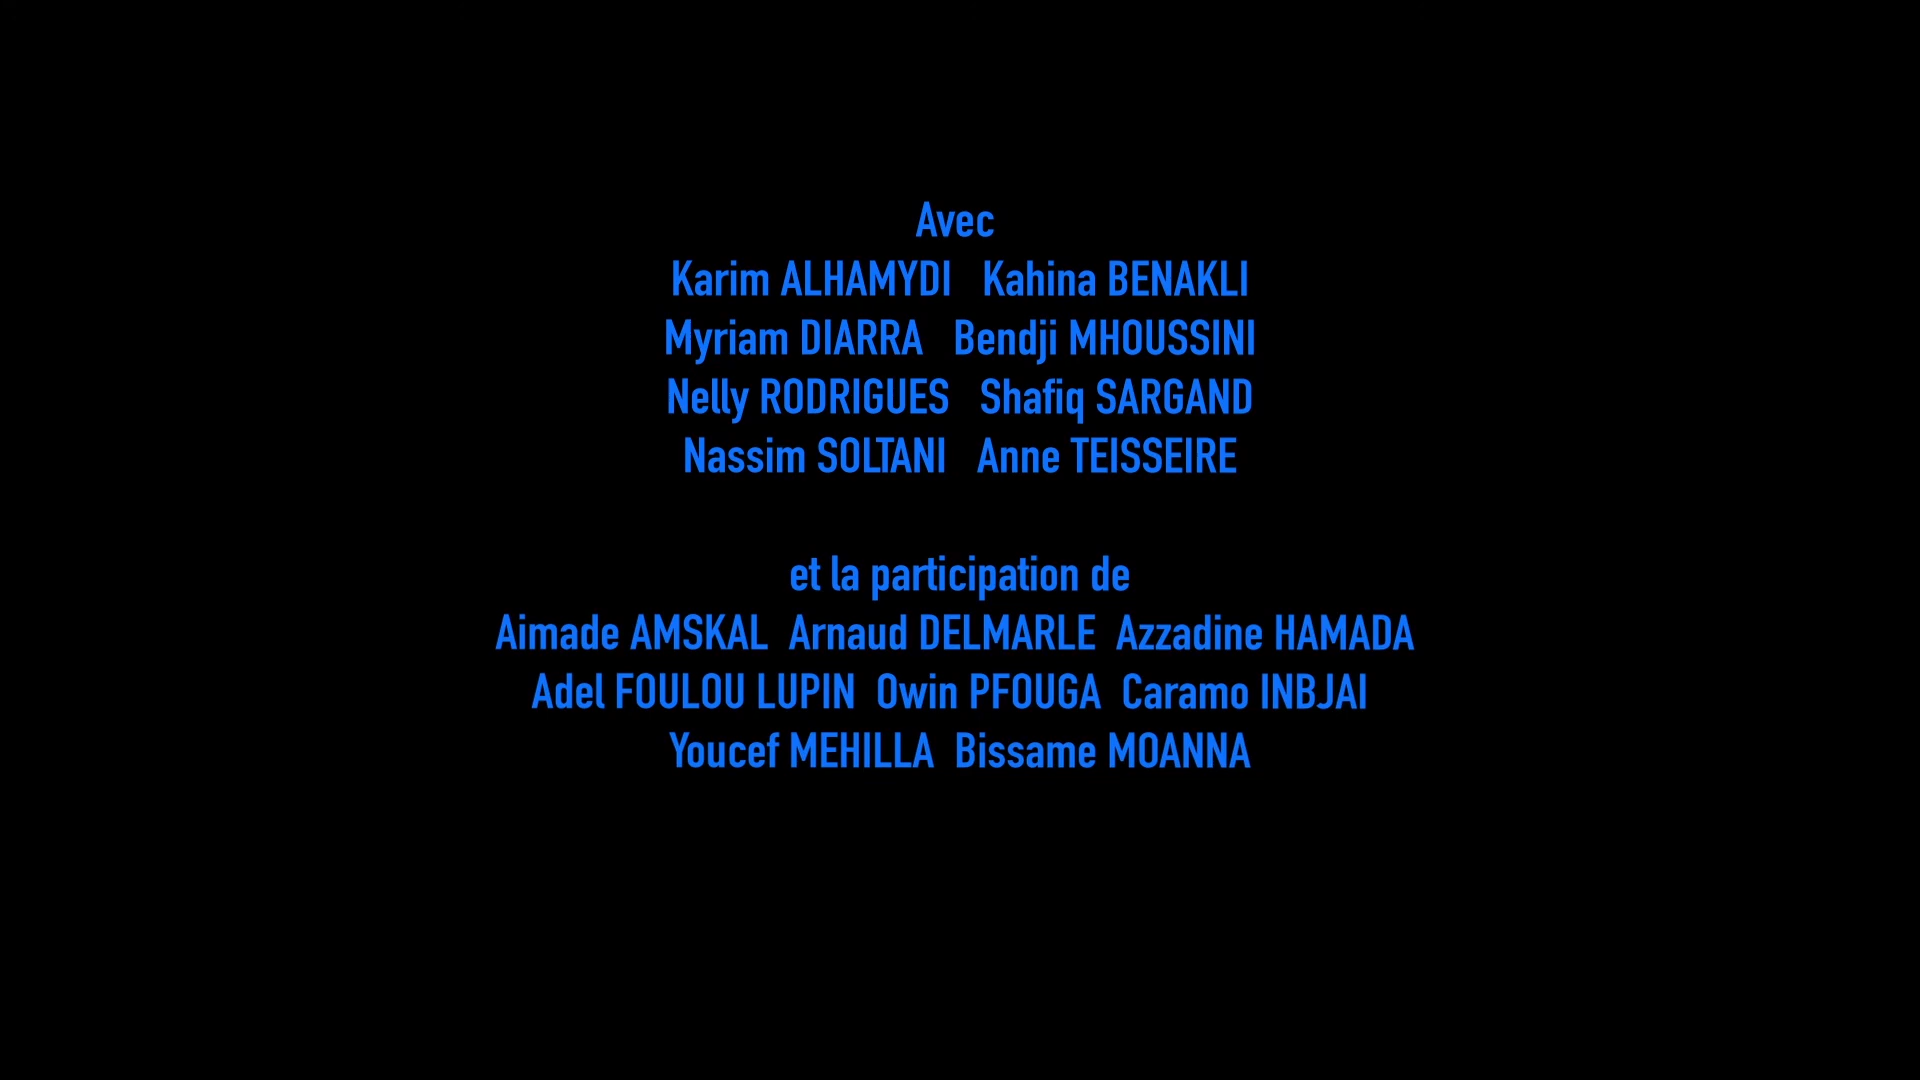 Avec
Karim ALHAMYDI Kahina BENAKLI
Myriam DIARRA Bendji MHOUSSINI
Nelly RODRIGUES Shafiq SARGAND
Nassim SOLTANI Anne TEISSEIRE
et la participation de
Aimade AMSKAL Arnaud DELMARLE Azzadine HAMADA
Adel FOULOU LUPIN Owin PFOUGA Caramo INBJAI
Youcef MEHILLA Bissame MOANNA